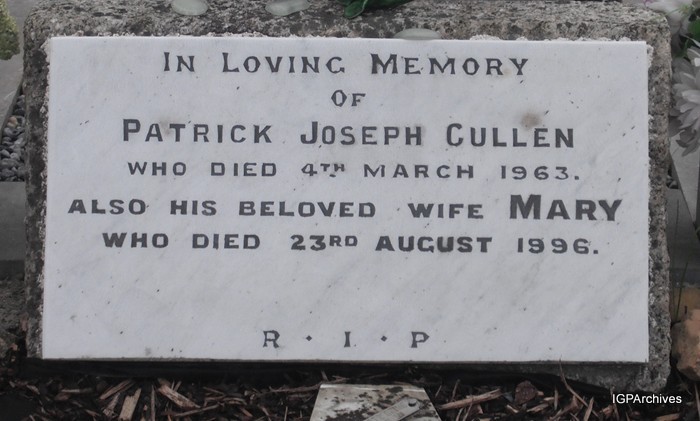 In Loving Memory
Of
Patrick Joseph Cullen
who died 4th March 1963.
also his beloved wife Mary
who died 23rd August 1996.
R · I · P
IGPArchives